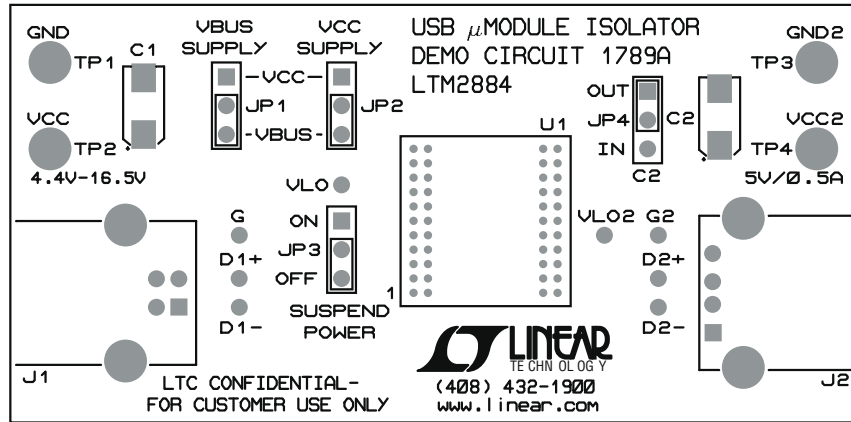 GND
TP1
C1
VBUS
SUPPLY
VCC
SUPPLY
USB µMODULE ISOLATOR
DEMO CIRCUIT 1789A
LTM2884
GND2
TP3
-VCC-
JP1
JP2
-VBUS-
OUT
JP4
IN
C2
C2
VCC
TP2
4.4V-16.5V
U1
VCC2
TP4
5V/0.5A
VLO
ON
JP3
OFF
SUSPEND
POWER
1
G
D1+
D1-
VLO2
G2
D2+
D2-
J1
J2
LTC CONFIDENTIAL-
FOR CUSTOMER USE ONLY
LINEAR
TECHNOLOGY
(408) 432-1900
www.linear.com